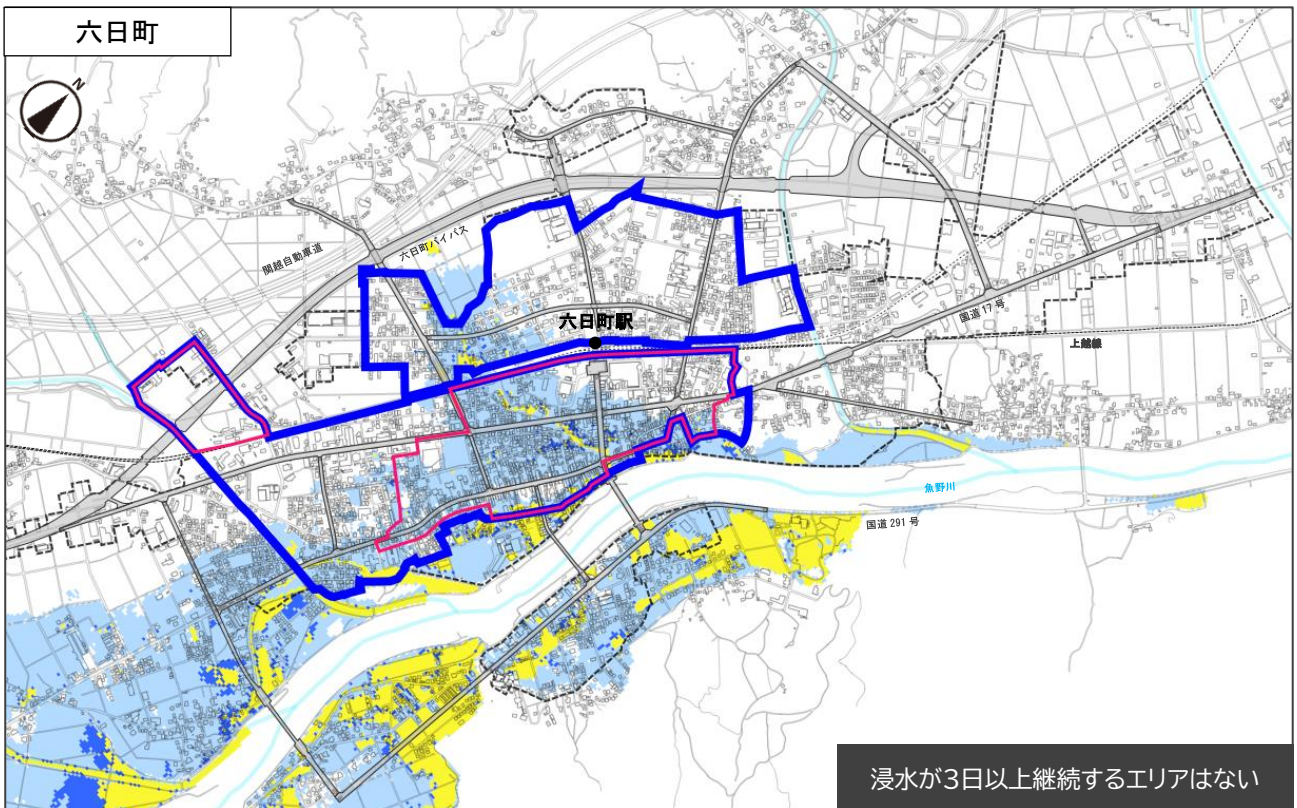 六日町
N
関越自動車道
六日町バイパス
六日町駅
国道17号
上越線
魚野川
国道291号
浸水が3日以上継続するエリアはない